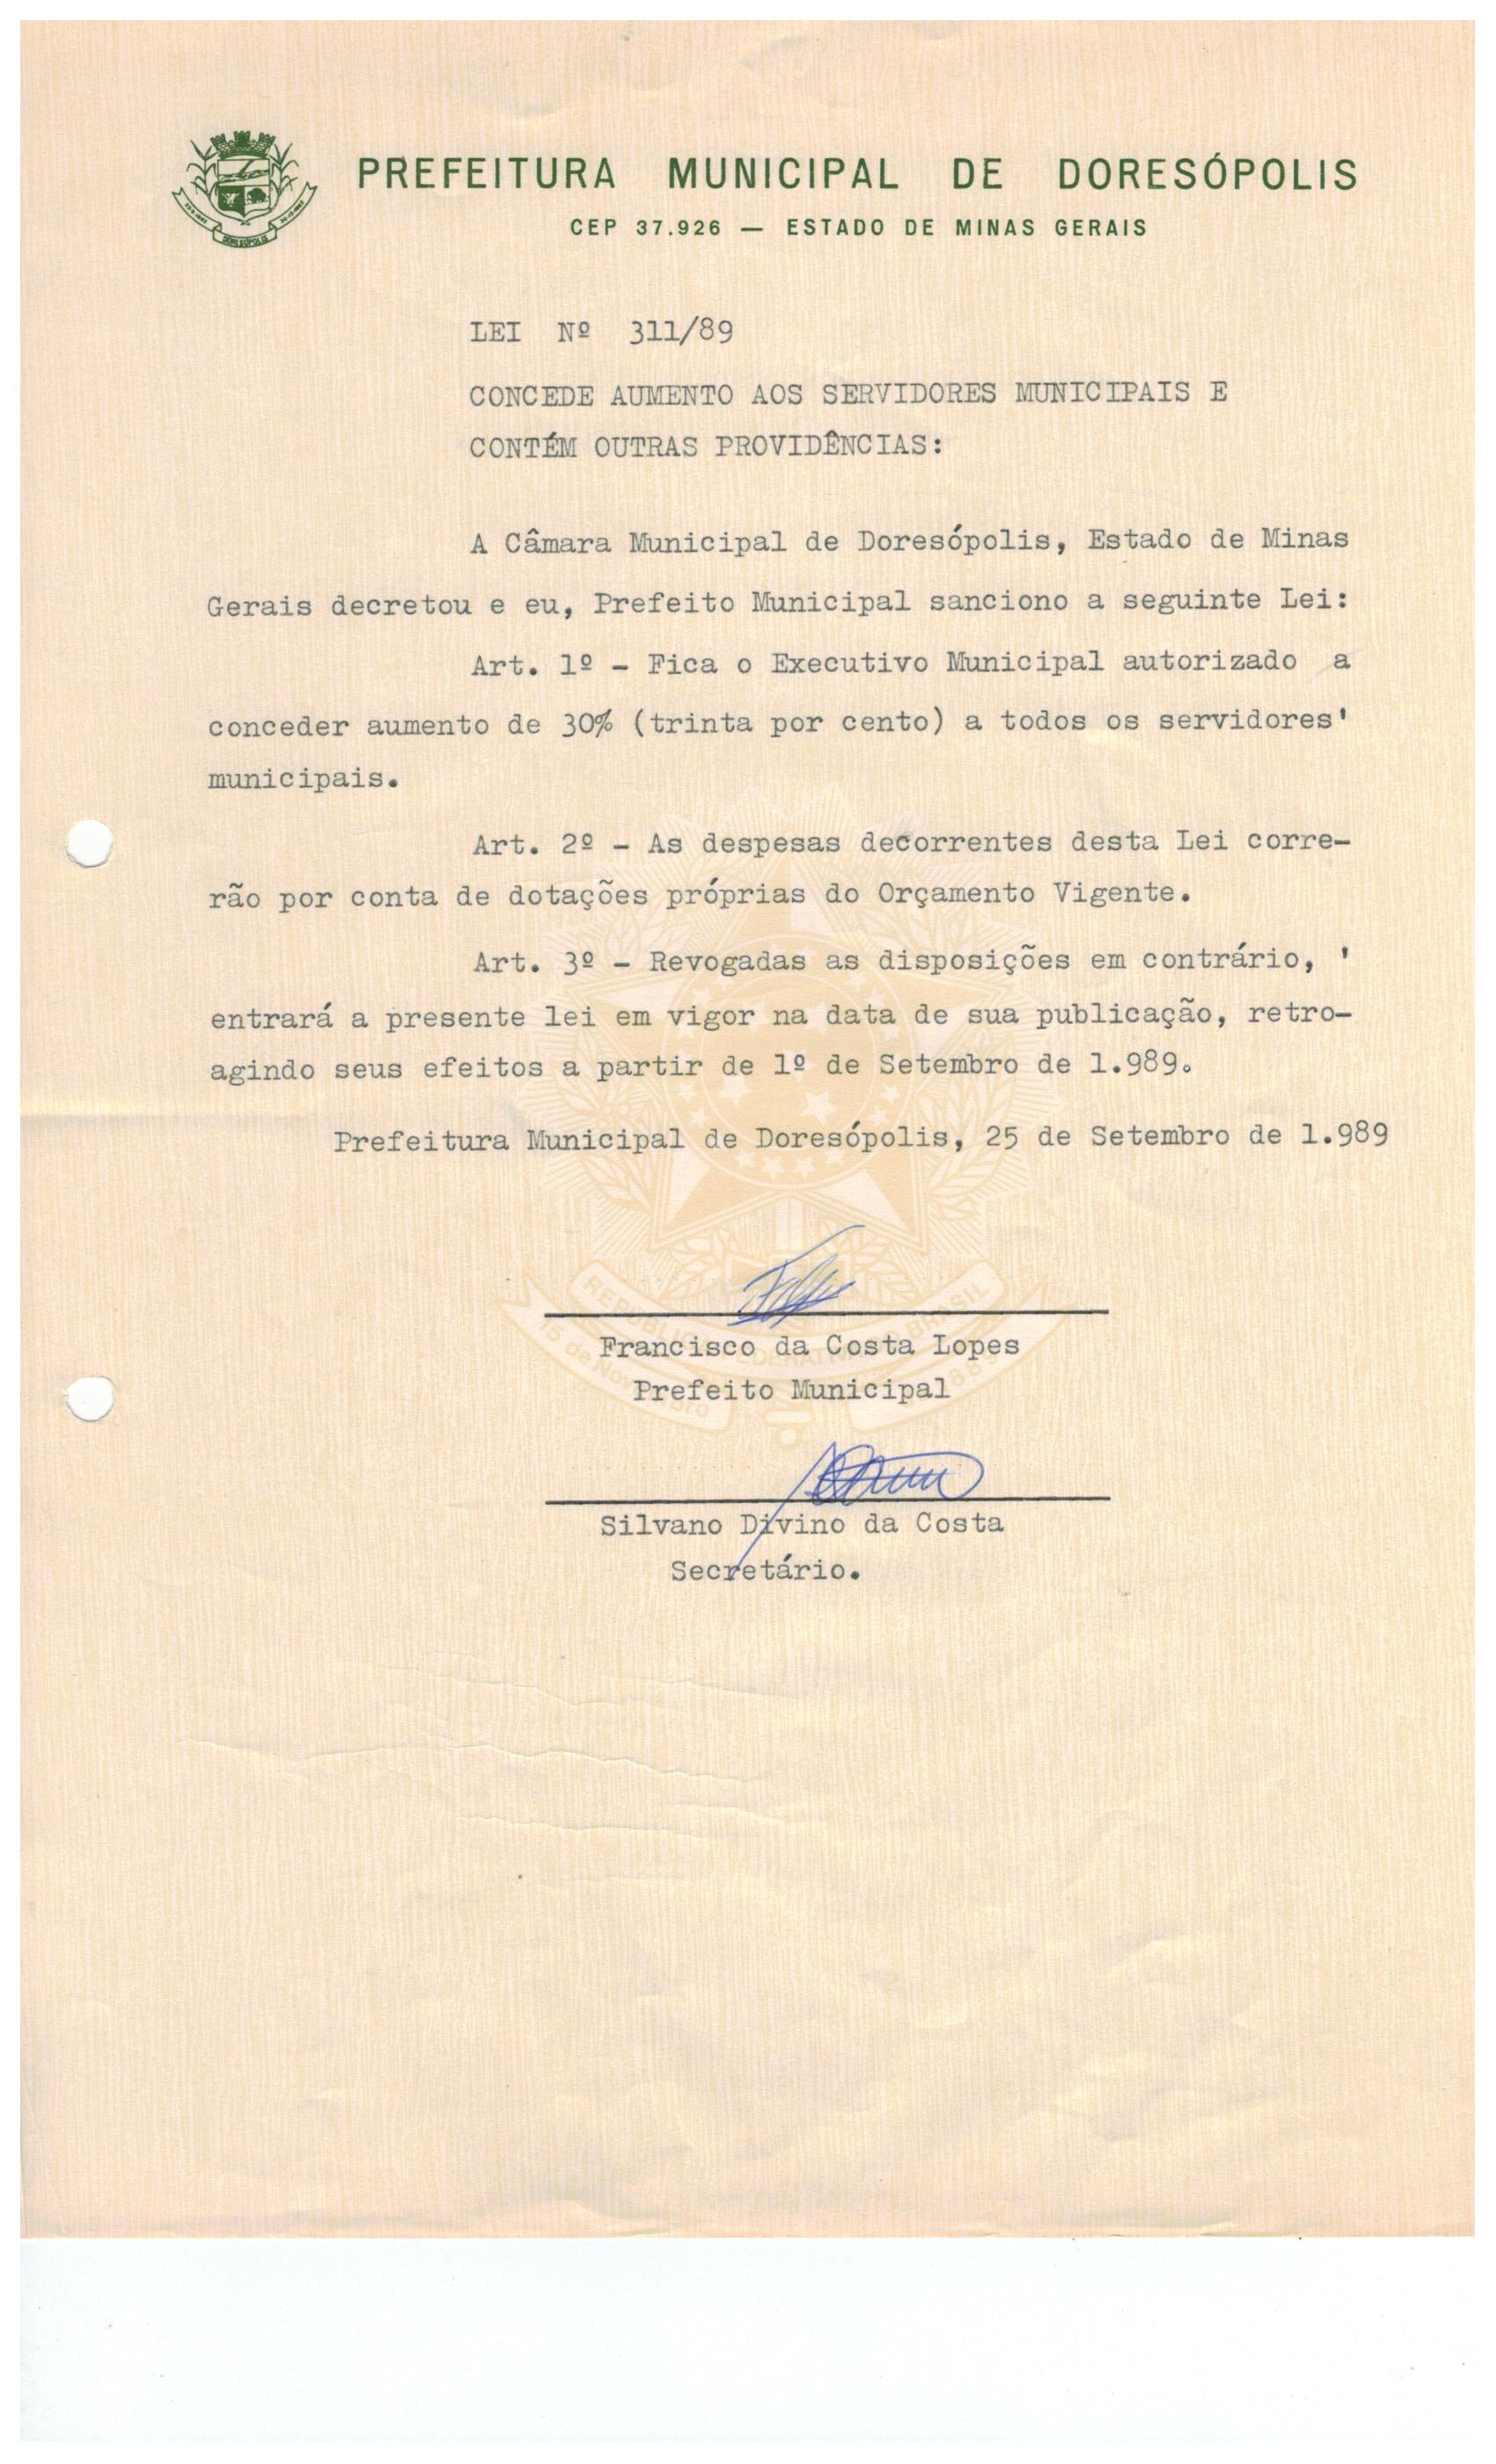 PREFEITURA MUNICIPAL DE DORESÓPOLIS
CEP 37.926 — ESTADO DE MINAS GERAIS
DORESÓPOLIS
LEI Nº 311/89
CONCEDE AUMENTO AOS SERVIDORES MUNICIPAIS E
CONTÉM OUTRAS PROVIDÊNCIAS:
A Câmara Municipal de Doresópolis, Estado de Minas
Gerais decretou e eu, Prefeito Municipal sanciono a seguinte Lei:
Art. 1º - Fica o Executivo Municipal autorizado a
conceder aumento de 30% (trinta por cento) a todos os servidores'
municipais.
Art. 2º - As despesas decorrentes desta Lei corre-
rão por conta de dotações próprias do Orçamento Vigente.
Art. 3º - Revogadas as disposições em contrário, '
entrará a presente lei em vigor na data de sua publicação, retro-
agindo seus efeitos a partir de 1º de Setembro de 1.989.
Prefeitura Municipal de Doresópolis, 25 de Setembro de 1.989
Francisco da Costa Lopes
Prefeito Municipal
Silvano Divino da Costa
Secretário.